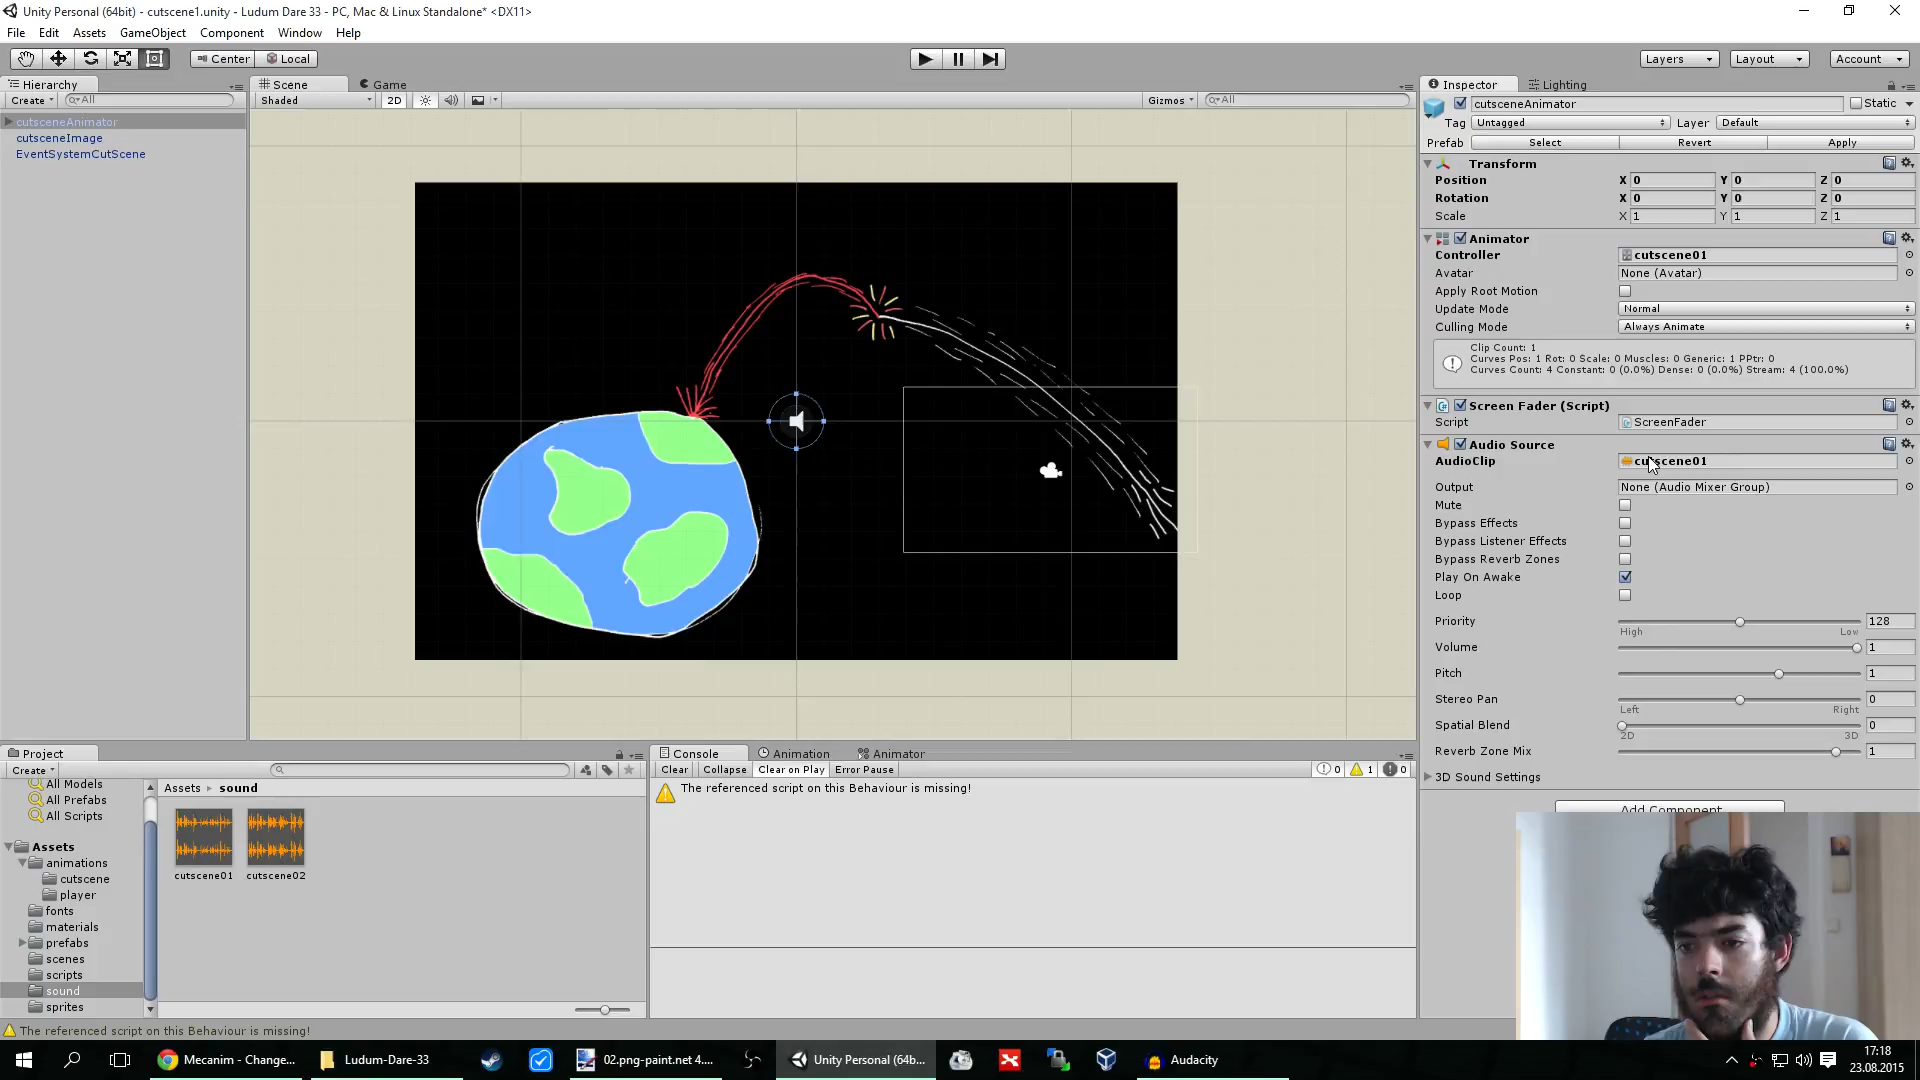 Unity Personal (64bit) - cutscene1.unity - Ludum Dare 33 - PC, Mac & Linux Standalone* <DX11>
File Edit Assets GameObject Component Window Help
Center Local Layers Layout Account
Hierarchy Scene Game Inspector Lighting
Create All Shaded 2D Gizmos All
cutsceneAnimator Static
cutsceneAnimator
cutsceneImage
EventSystemCutScene
Tag Untagged Layer Default
Prefab Select Revert Apply
Transform
Position X 0 Y 0 Z 0
Rotation X 0 Y 0 Z 0
Scale X 1 Y 1 Z 1
Animator
Controller cutscene01
Avatar None (Avatar)
Apply Root Motion
Update Mode Normal
Culling Mode Always Animate
Clip Count: 1
Curves Pos: 1 Rot: 0 Scale: 0 Muscles: 0 Generic: 1 PPtr: 0
Curves Count: 4 Constant: 0 (0.0%) Dense: 0 (0.0%) Stream: 4 (100.0%)
Screen Fader (Script)
Script ScreenFader
Audio Source
AudioClip cutscene01
Output None (Audio Mixer Group)
Mute
Bypass Effects
Bypass Listener Effects
Bypass Reverb Zones
Play On Awake
Loop
Priority 128
High Low
Volume 1
Pitch 1
Stereo Pan 0
Left Right
Spatial Blend 0
2D 3D
Reverb Zone Mix 1
3D Sound Settings
Add Component
Project
Create
All Models
All Prefabs
All Scripts
Assets
animations
cutscene
player
fonts
materials
prefabs
scenes
scripts
sound
sprites
Assets sound
cutscene01 cutscene02
Console Animation Animator
Clear Collapse Clear on Play Error Pause 0 1 0
The referenced script on this Behaviour is missing!
The referenced script on this Behaviour is missing!
Mecanim - Change... Ludum-Dare-33 02.png-paint.net 4.... Unity Personal (64b... Audacity
17:18
23.08.2015